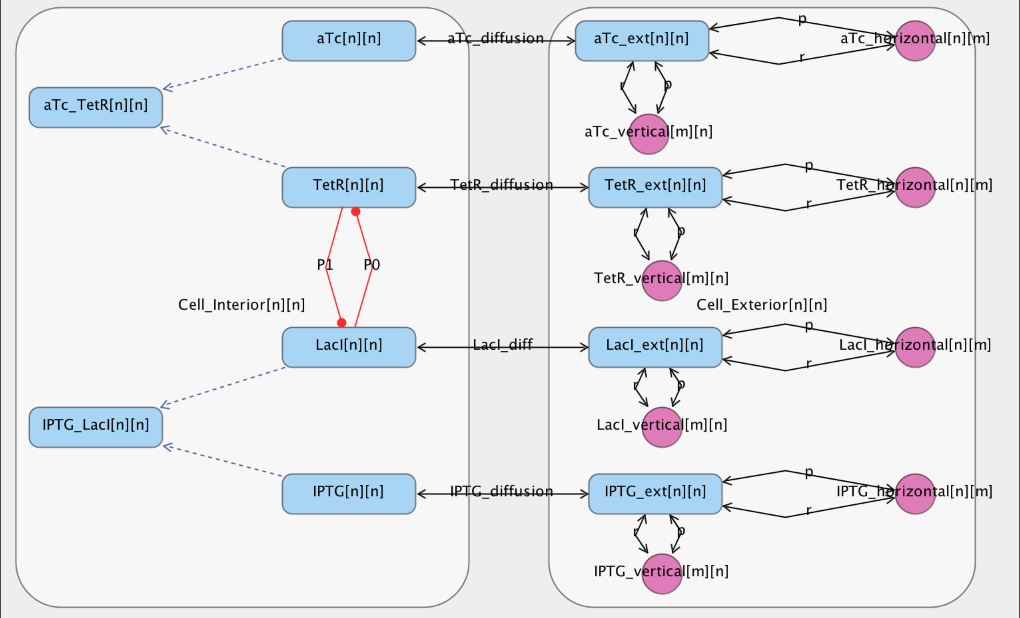 aTc[n][n]
aTc_diffusion
aTc_ext[n][n]
p
aTc_horizontal[n][m]
r
aTc_TetR[n][n]
r
p
aTc_vertical[m][n]
TetR[n][n]
TetR_diffusion
TetR_ext[n][n]
p
TetR_horizontal[n][m]
r
r
p
P1
P0
TetR_vertical[m][n]
Cell_Interior[n][n]
Cell_Exterior[n][n]
LacI[n][n]
LacI_diff
LacI_ext[n][n]
p
LacI_horizontal[n][m]
r
r
p
IPTG_LacI[n][n]
LacI_vertical[m][n]
IPTG[n][n]
IPTG_diffusion
IPTG_ext[n][n]
p
IPTG_horizontal[n][m]
r
r
p
IPTG_vertical[m][n]